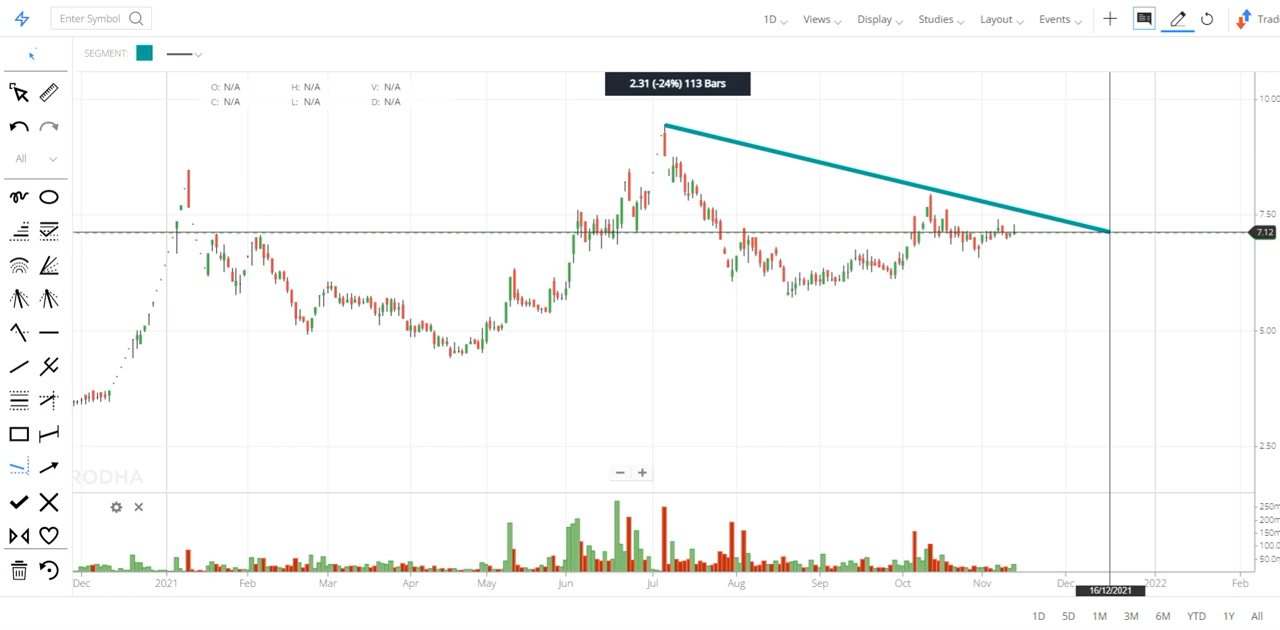 Enter Symbol
1D Views Display Studies Layout Events Trad
SEGMENT:
O: N/A H: N/A V: N/A
C: N/A L: N/A D: N/A
2.31 (-24%) 113 Bars
All
10.00
7.50
7.12
5.00
2.50
RODHA
250m
200m
150m
100.0
50.0m
Dec 2021 Feb Mar Apr May Jun Jul Aug Sep Oct Nov Dec 2022 Feb
16/12/2021
1D 5D 1M 3M 6M YTD 1Y All